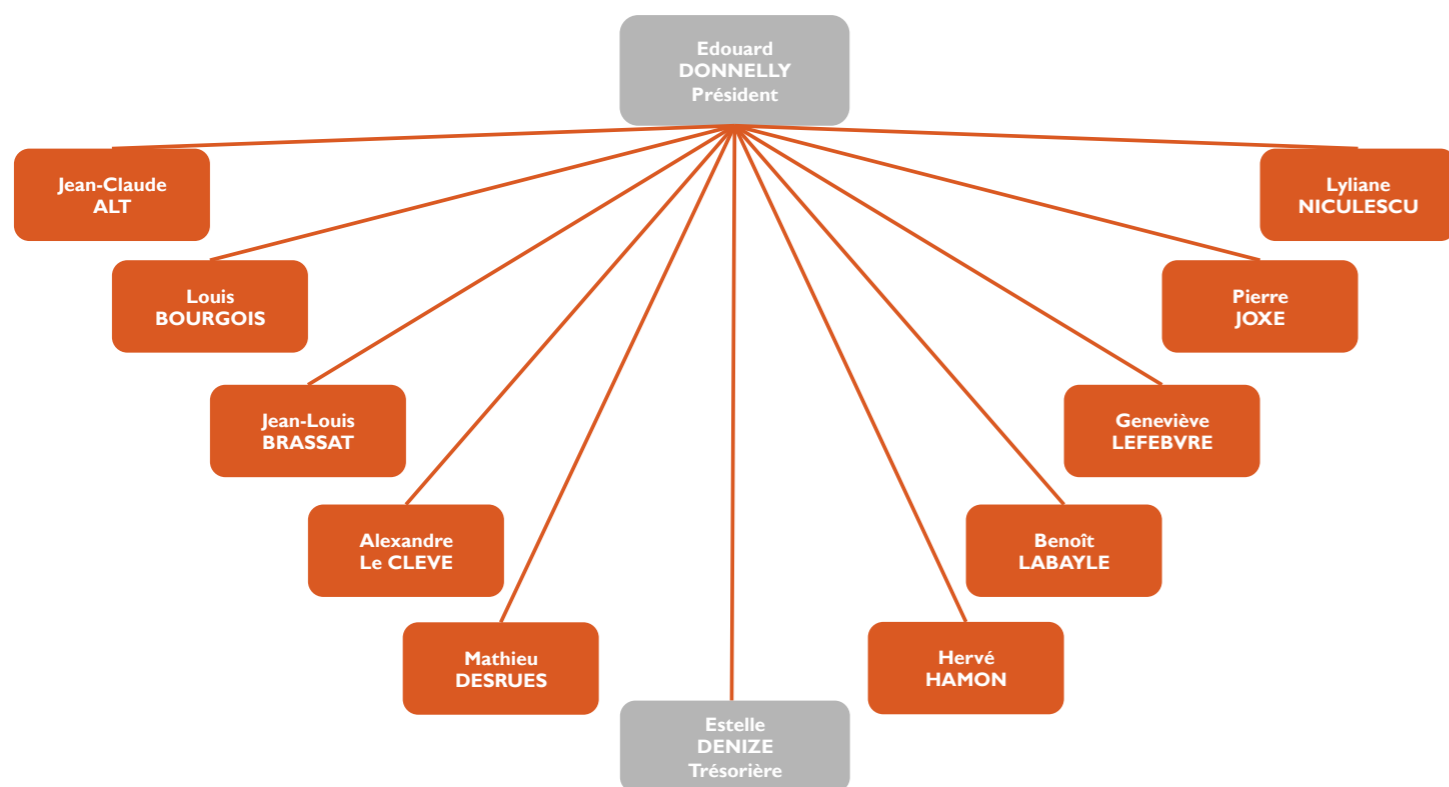 Edouard
DONNELLY
Président
Jean-Claude
ALT
Lyliane
NICULESCU
Louis
BOURGOIS
Pierre
JOXE
Jean-Louis
BRASSAT
Geneviève
LEFEBVRE
Alexandre
Le CLEVE
Benoît
LABAYLE
Mathieu
DESRUES
Hervé
HAMON
Estelle
DENIZE
Trésorière